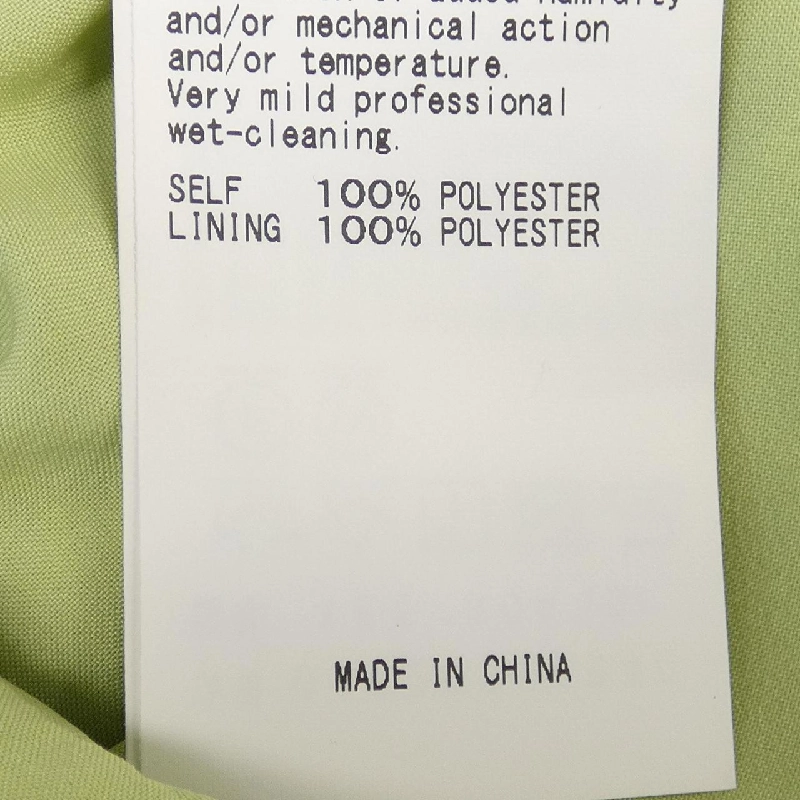 and/or mechanical action
and/or temperature.
Very mild professional
wet-cleaning.
SELF 100% POLYESTER
LINING 100% POLYESTER
MADE IN CHINA